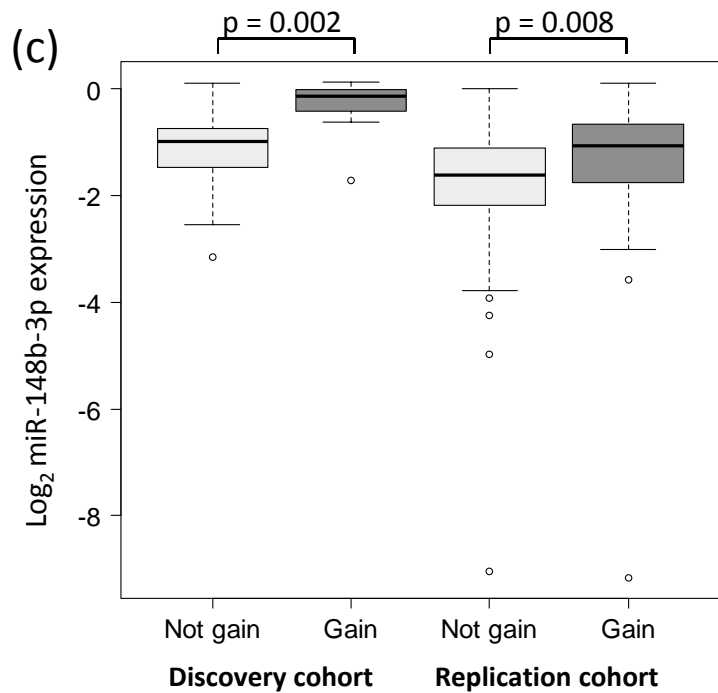 p = 0.002 p = 0.008
(c)
0
-2
-4
-6
-8
Log₂ miR-148b-3p expression
Not gain Gain Not gain Gain
Discovery cohort Replication cohort